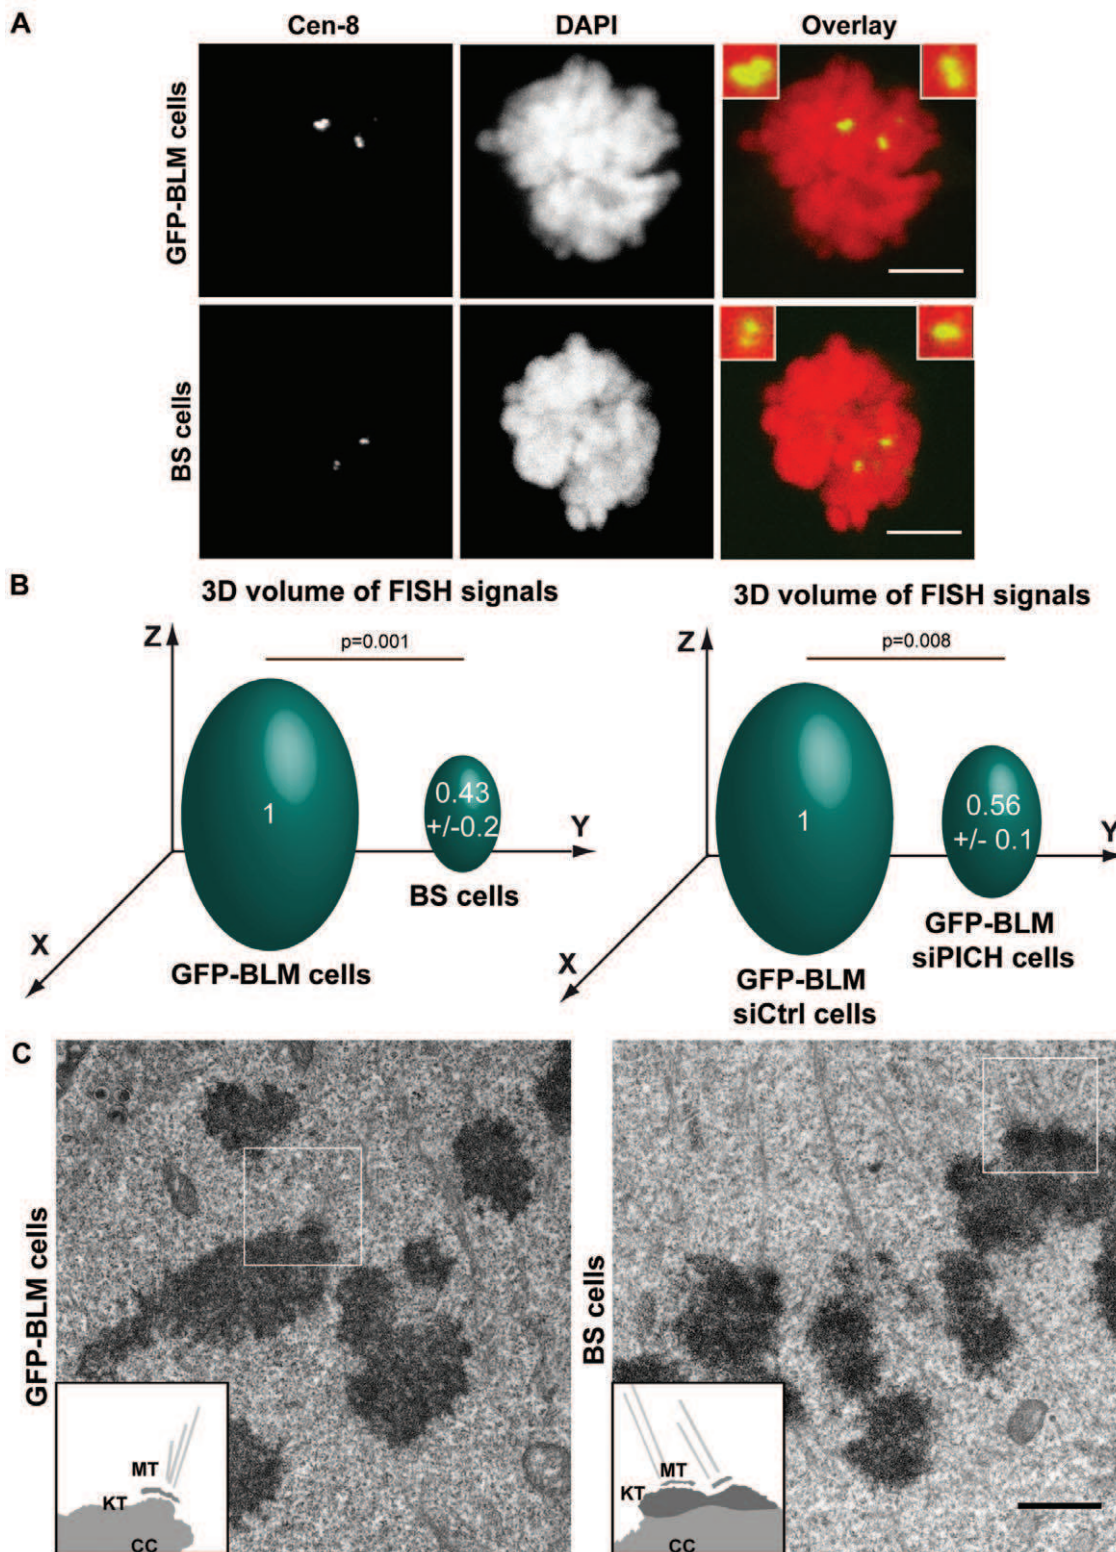 A
Cen-8
DAPI
Overlay
GFP-BLM cells
BS cells
B
3D volume of FISH signals
Z
p=0.001
1
0.43
+/-0.2
Y
BS cells
X
GFP-BLM cells
3D volume of FISH signals
Z
p=0.008
1
0.56
+/- 0.1
Y
GFP-BLM
siPICH cells
X
GFP-BLM
siCtrl cells
C
GFP-BLM cells
MT
KT
CC
BS cells
MT
KT
CC